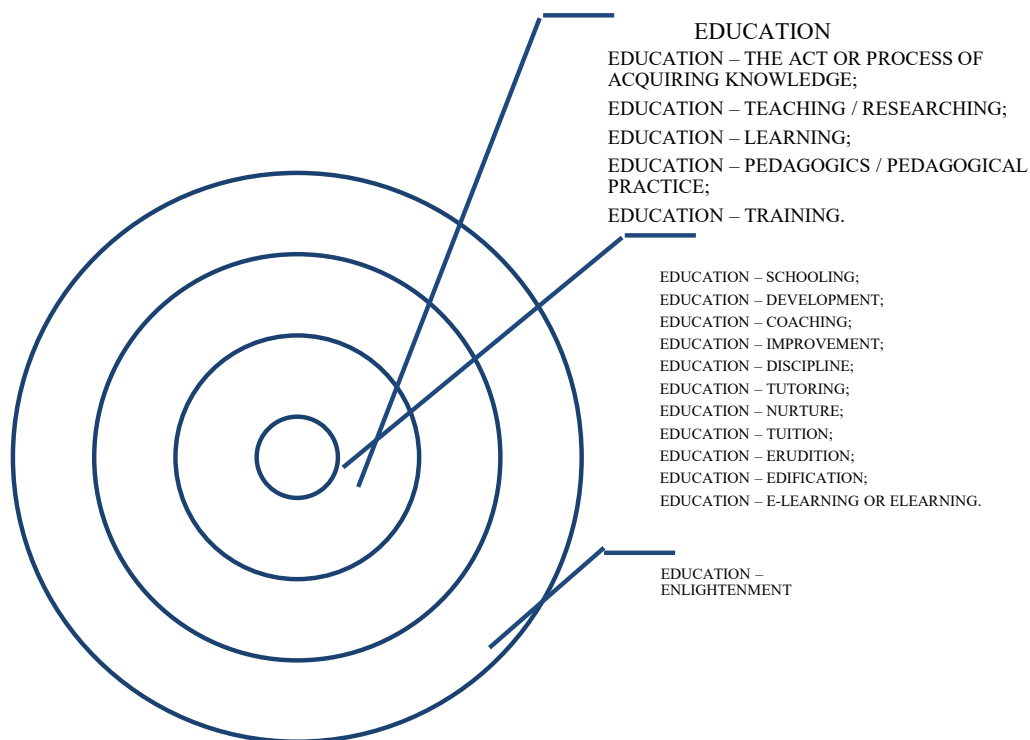 EDUCATION
EDUCATION – THE ACT OR PROCESS OF
ACQUIRING KNOWLEDGE;
EDUCATION – TEACHING / RESEARCHING;
EDUCATION – LEARNING;
EDUCATION – PEDAGOGICS / PEDAGOGICAL
PRACTICE;
EDUCATION – TRAINING.
EDUCATION – SCHOOLING;
EDUCATION – DEVELOPMENT;
EDUCATION – COACHING;
EDUCATION – IMPROVEMENT;
EDUCATION – DISCIPLINE;
EDUCATION – TUTORING;
EDUCATION – NURTURE;
EDUCATION – TUITION;
EDUCATION – ERUDITION;
EDUCATION – EDIFICATION;
EDUCATION – E-LEARNING OR ELEARNING.
EDUCATION –
ENLIGHTENMENT